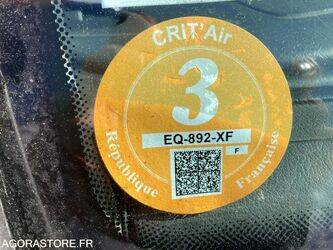 CRIT'Air
3
EQ-892-XF
F
République
Française
AGORASTORE.FR